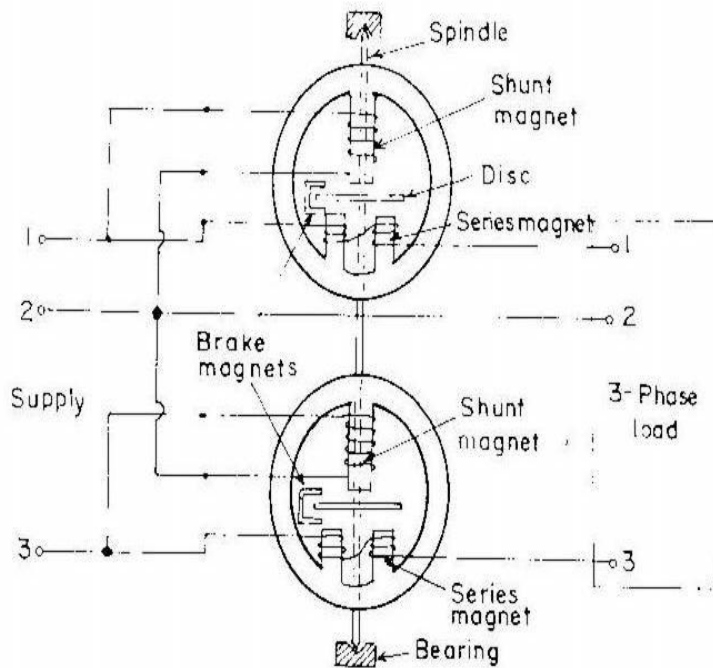 Spindle
Shunt
magnet
Disc
Series magnet
1
1
2
2
Brake
magnets
Supply
3-Phase
load
Shunt
magnet
3
3
Series
magnet
Bearing